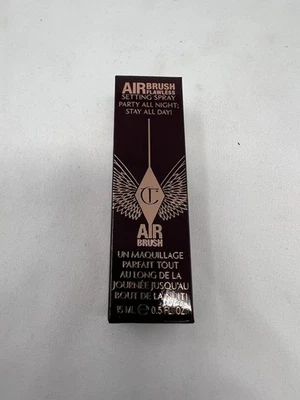 AIRBRUSH
FLAWLESS
SETTING SPRAY
PARTY ALL NIGHT;
STAY ALL DAY!
CT
AIR
BRUSH
UN MAQUILLAGE
PARFAIT TOUT
AU LONG DE LA
JOURNÉE JUSQU'AU
BOUT DE LA NUIT!
15 ML 0.5 FL.OZ